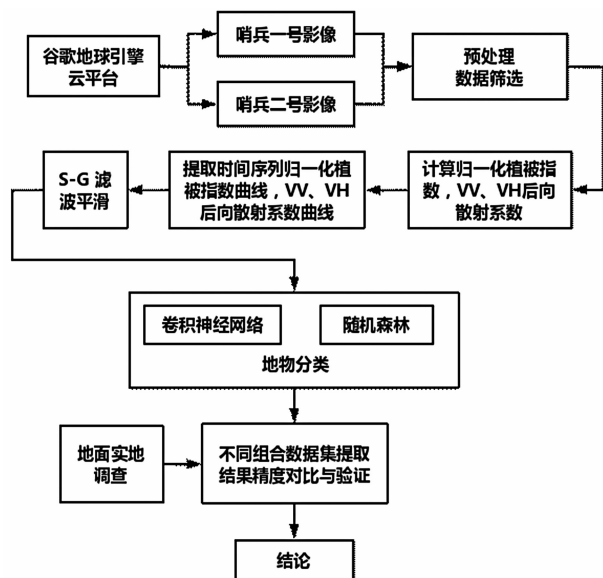 谷歌地球引擎
云平台
哨兵一号影像
哨兵二号影像
预处理
数据筛选
S-G 滤
波平滑
提取时间序列归一化植
被指数曲线，VV、VH
后向散射系数曲线
计算归一化植被指
数，VV、VH后向
散射系数
卷积神经网络
随机森林
地物分类
地面实地
调查
不同组合数据集提取
结果精度对比与验证
结论